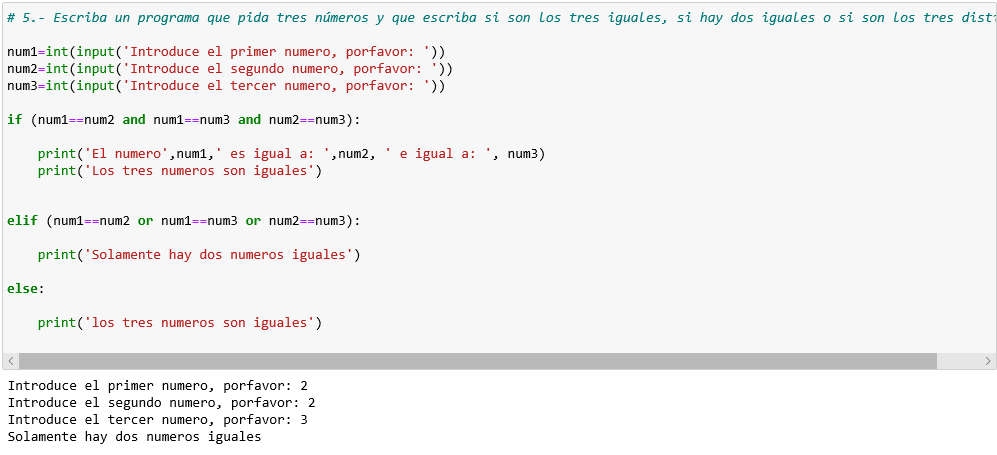 # 5.- Escriba un programa que pida tres números y que escriba si son los tres iguales, si hay dos iguales o si son los tres
num1=int(input('Introduce el primer numero, porfavor: '))
num2=int(input('Introduce el segundo numero, porfavor: '))
num3=int(input('Introduce el tercer numero, porfavor: '))
if (num1==num2 and num1==num3 and num2==num3):
print('El numero',num1,' es igual a: ',num2, ' e igual a: ', num3)
print('Los tres numeros son iguales')
elif (num1==num2 or num1==num3 or num2==num3):
print('Solamente hay dos numeros iguales')
else:
print('los tres numeros son iguales')
Introduce el primer numero, porfavor: 2
Introduce el segundo numero, porfavor: 2
Introduce el tercer numero, porfavor: 3
Solamente hay dos numeros iguales